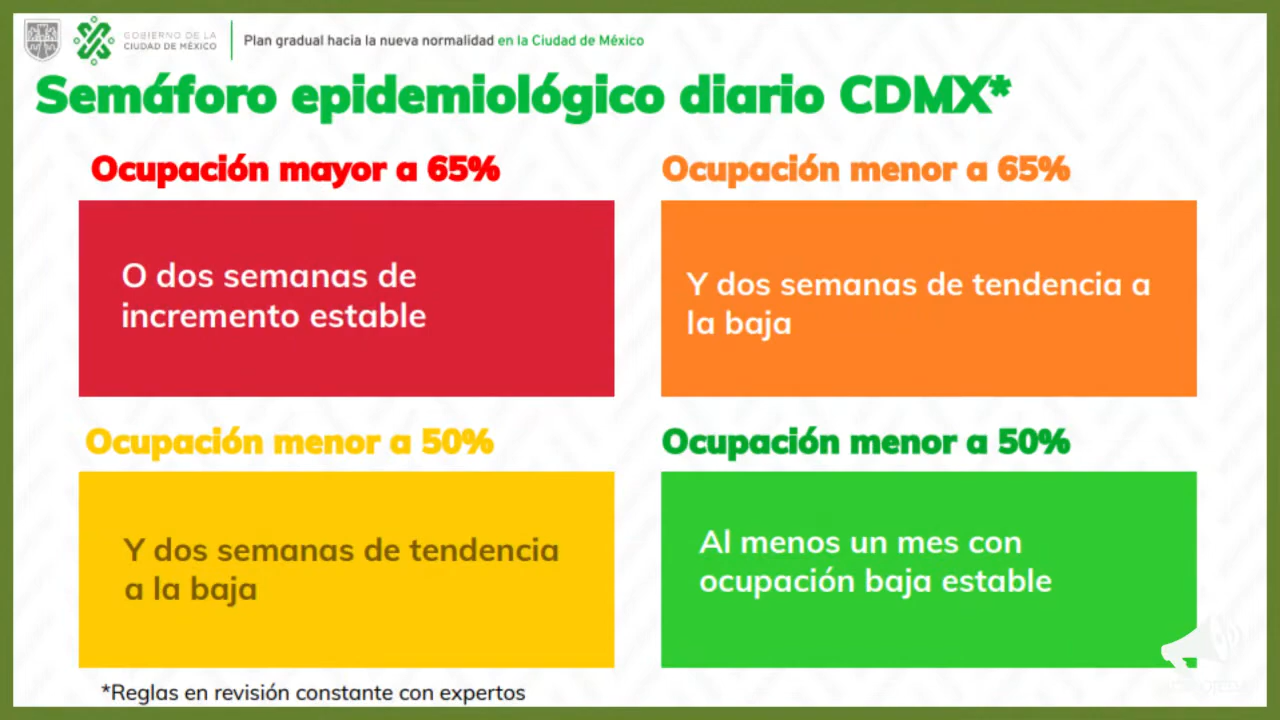 GOBIERNO DE LA
CIUDAD DE MÉXICO
Plan gradual hacia la nueva normalidad en la Ciudad de México
Semáforo epidemiológico diario CDMX*
Ocupación mayor a 65%
O dos semanas de
incremento estable
Ocupación menor a 65%
Y dos semanas de tendencia a
la baja
Ocupación menor a 50%
Y dos semanas de tendencia
a la baja
Ocupación menor a 50%
Al menos un mes con
ocupación baja estable
*Reglas en revisión constante con expertos